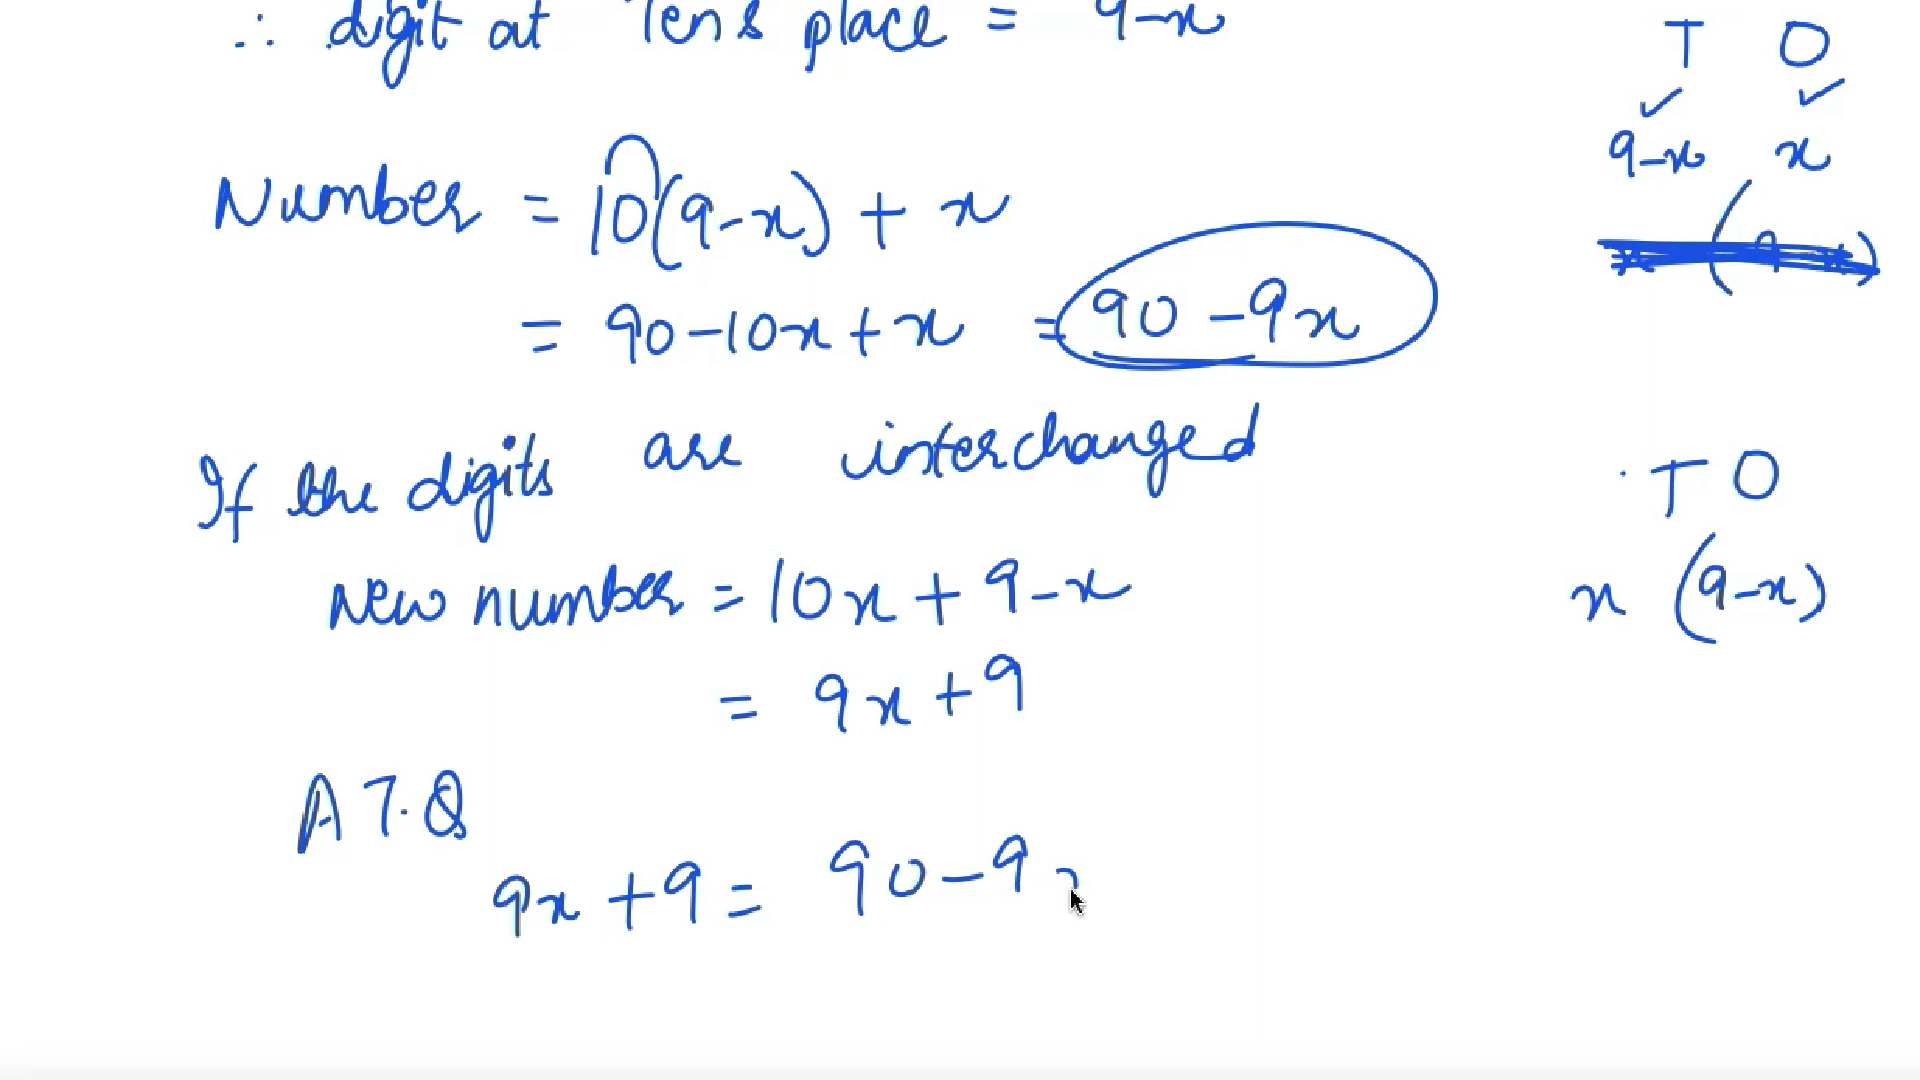 ∴ digit at Tens place = 9-x
T O
9-x x
Number = 10(9-x) + x
= 90-10x+x = 90-9x
If the digits are interchanged
T O
x (9-x)
New number = 10x + 9-x
= 9x+9
A T.Q
9x+9 = 90-9